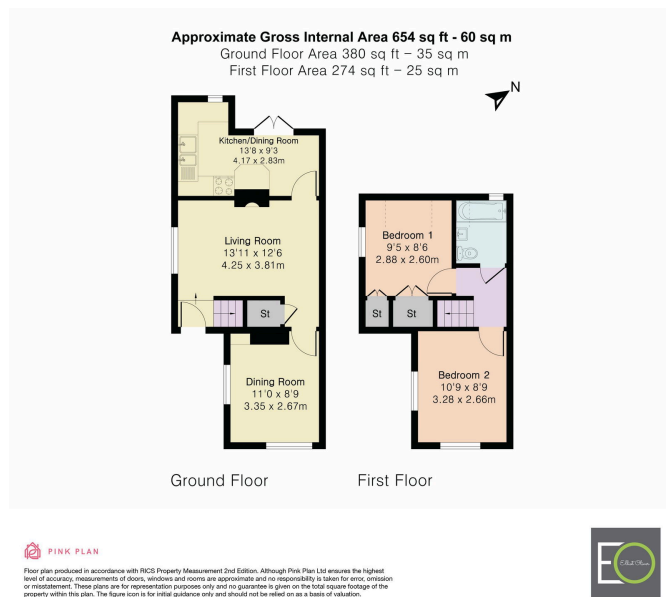 Approximate Gross Internal Area 654 sq ft - 60 sq m
Ground Floor Area 380 sq ft – 35 sq m
First Floor Area 274 sq ft – 25 sq m
N
Kitchen/Dining Room
13'8 x 9'3
4.17 x 2.83m
Living Room
13'11 x 12'6
4.25 x 3.81m
St
Dining Room
11'0 x 8'9
3.35 x 2.67m
Bedroom 1
9'5 x 8'6
2.88 x 2.60m
St
St
Bedroom 2
10'9 x 8'9
3.28 x 2.66m
Ground Floor
First Floor
PINK PLAN
Floor plan produced in accordance with RICS Property Measurement 2nd Edition. Although Pink Plan Ltd ensures the highest
level of accuracy, measurements of doors, windows and rooms are approximate and no responsibility is taken for error, omission
or misstatement. These plans are for representation purposes only and no guarantee is given on the total square footage of the
property within this plan. The figure icon is for initial guidance only and should not be relied on as a basis of valuation.
EO